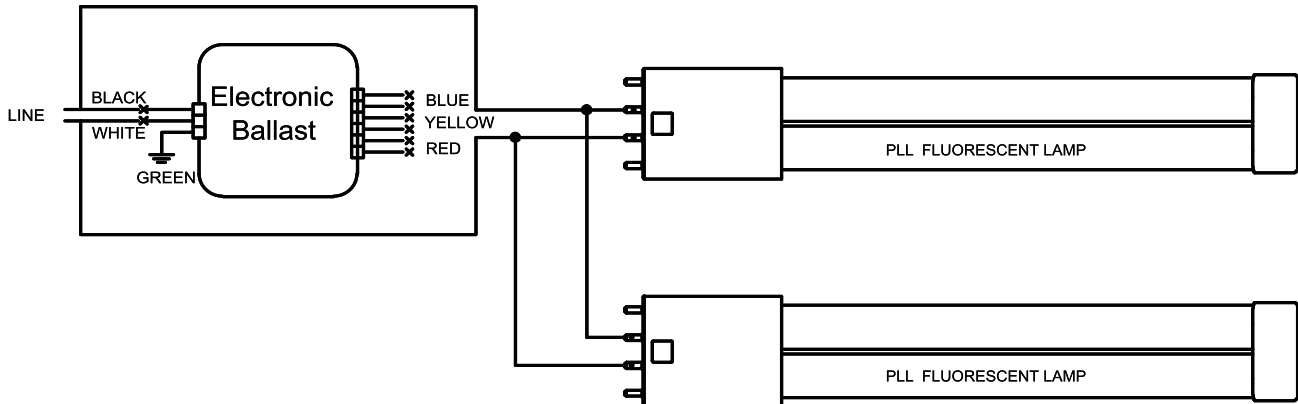 LINE
BLACK
WHITE
GREEN
Electronic
Ballast
BLUE
YELLOW
RED
PLL FLUORESCENT LAMP
PLL FLUORESCENT LAMP